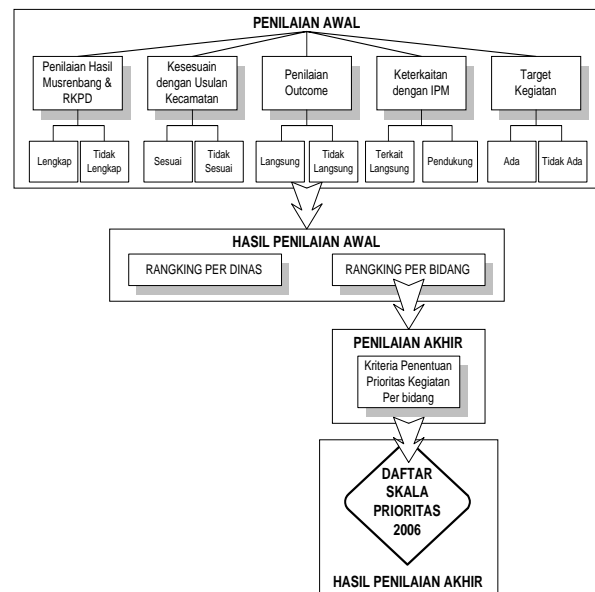 PENILAIAN AWAL
Penilaian Hasil
Musrenbang &
RKPD
Kesesuain
dengan Usulan
Kecamatan
Penilaian
Outcome
Keterkaitan
dengan IPM
Target
Kegiatan
Lengkap
Tidak
Lengkap
Sesuai
Tidak
Sesuai
Langsung
Tidak
Langsung
Terkait
Langsung
Pendukung
Ada
Tidak Ada
HASIL PENILAIAN AWAL
RANGKING PER DINAS
RANGKING PER BIDANG
PENILAIAN AKHIR
Kriteria Penentuan
Prioritas Kegiatan
Per bidang
DAFTAR
SKALA
PRIORITAS
2006
HASIL PENILAIAN AKHIR